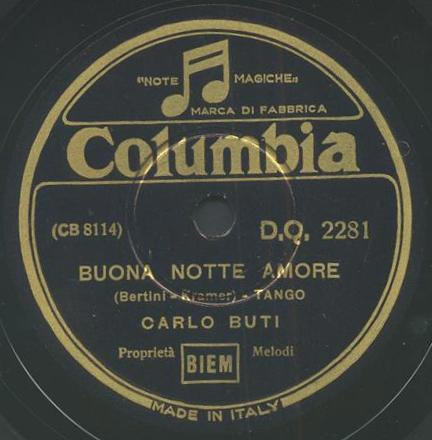 "NOTE MAGICHE"
MARCA DI FABBRICA
Columbia
(CB 8114) D.Q. 2281
BUONA NOTTE AMORE
(Bertini - Kramer) - TANGO
CARLO BUTI
Proprietà BIEM Melodi
MADE IN ITALY